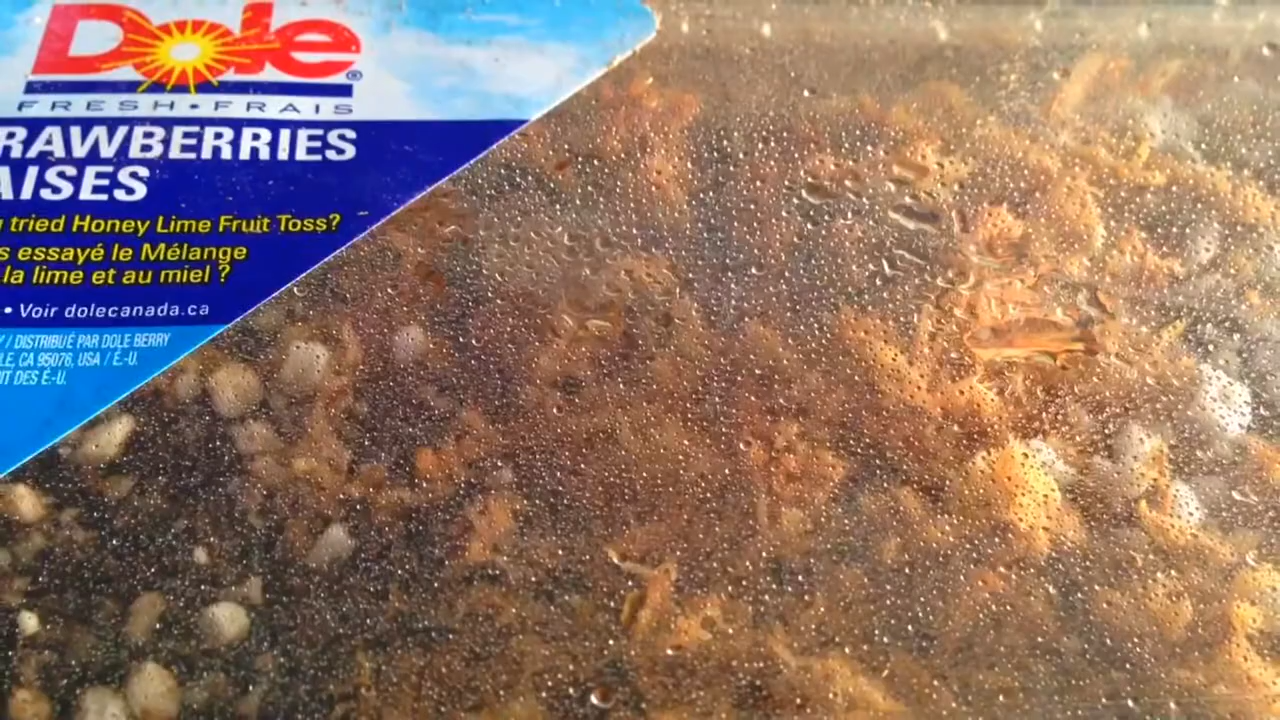 Dole®
FRESH•FRAIS
RAWBERRIES
AISES
tried Honey Lime Fruit Toss?
s essayé le Mélange
la lime et au miel ?
• Voir dolecanada.ca
/ DISTRIBUÉ PAR DOLE BERRY
LE, CA 95076, USA / É.-U.
IT DES É.-U.